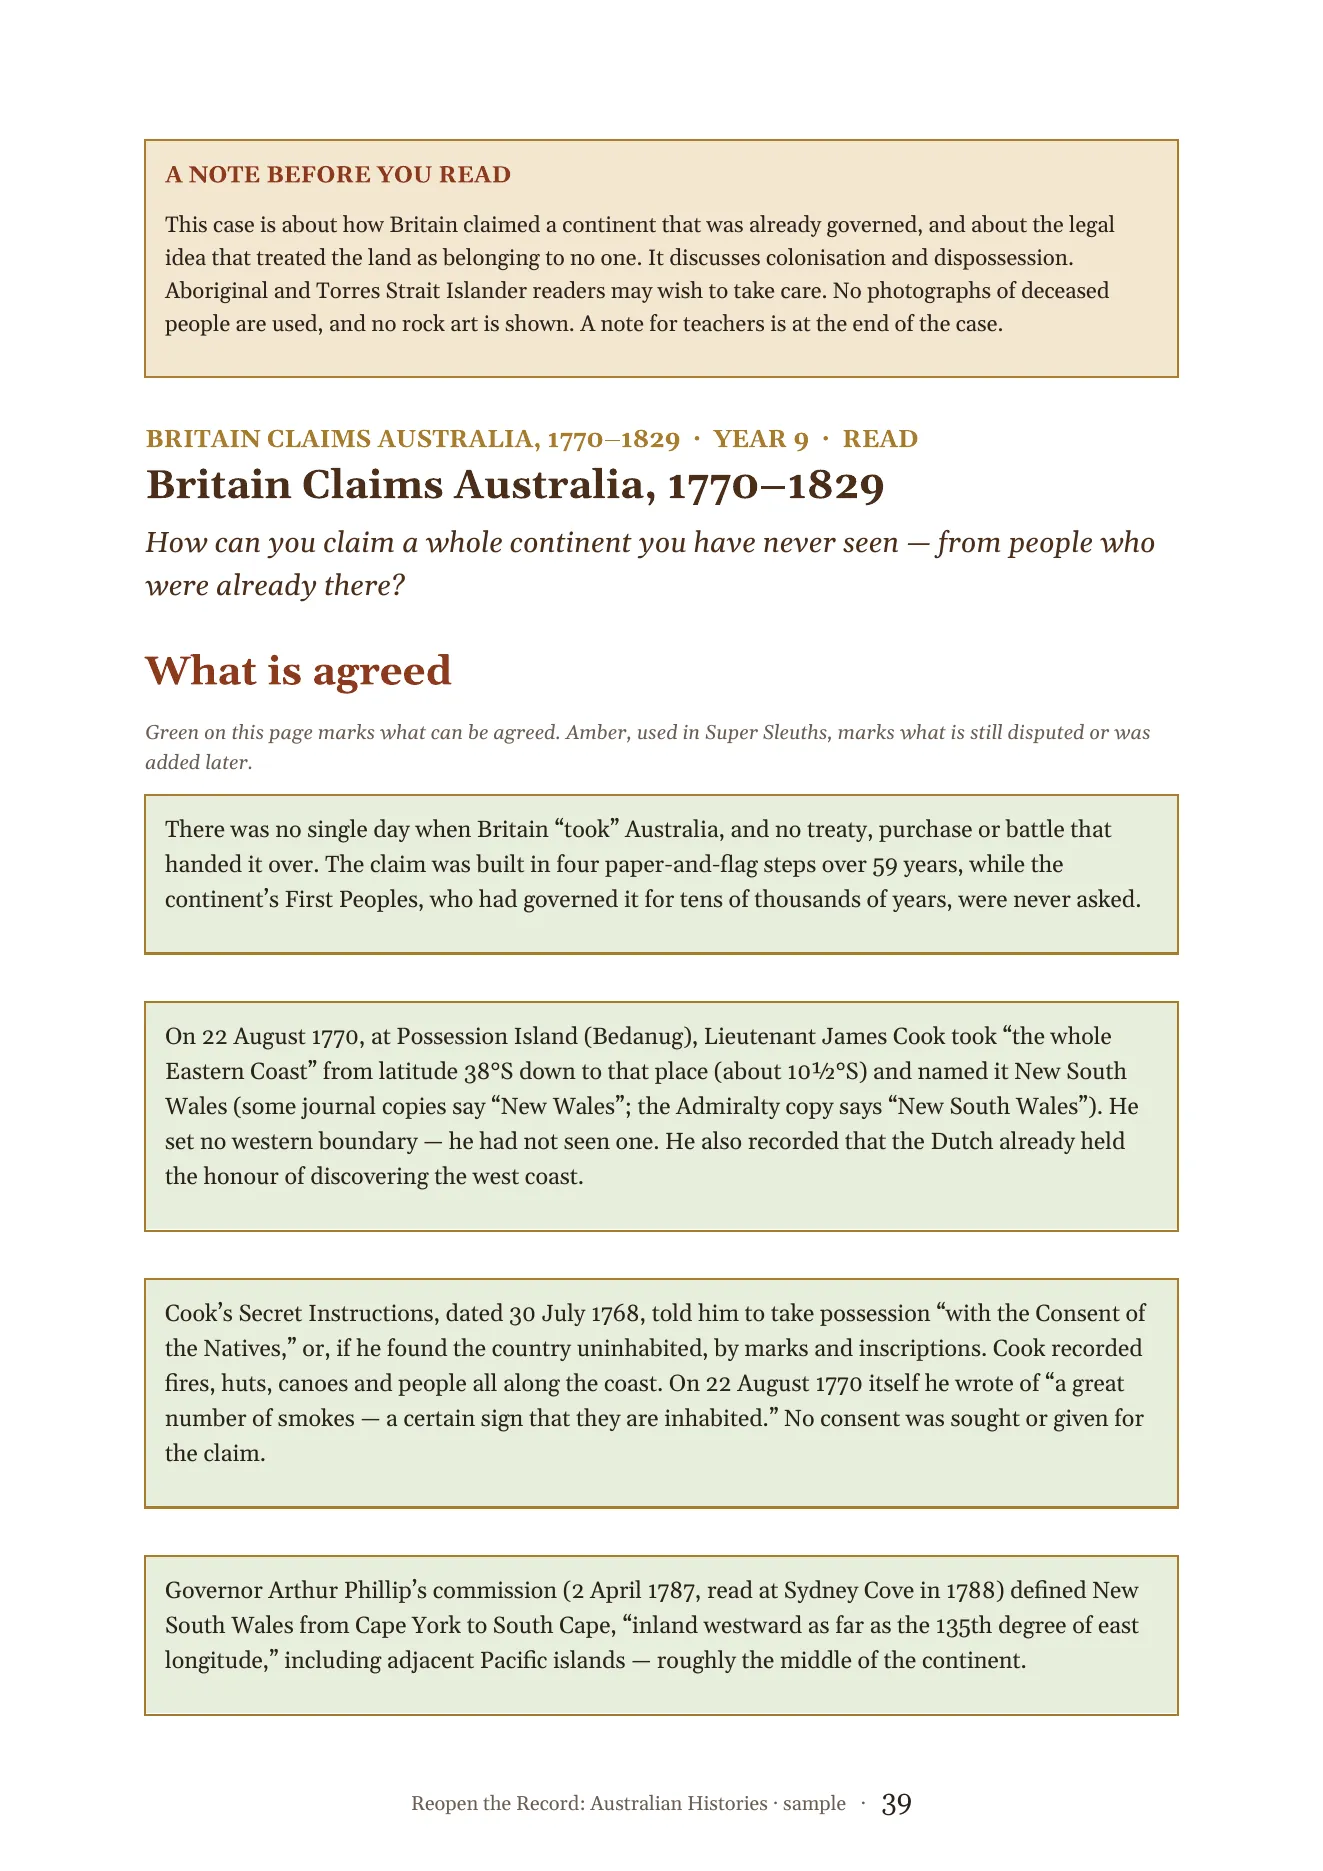 A NOTE BEFORE YOU READ
This case is about how Britain claimed a continent that was already governed, and about the legal
idea that treated the land as belonging to no one. It discusses colonisation and dispossession.
Aboriginal and Torres Strait Islander readers may wish to take care. No photographs of deceased
people are used, and no rock art is shown. A note for teachers is at the end of the case.
BRITAIN CLAIMS AUSTRALIA, 1770–1829 · YEAR 9 · READ
Britain Claims Australia, 1770–1829
How can you claim a whole continent you have never seen — from people who
were already there?
What is agreed
Green on this page marks what can be agreed. Amber, used in Super Sleuths, marks what is still disputed or was
added later.
There was no single day when Britain “took” Australia, and no treaty, purchase or battle that
handed it over. The claim was built in four paper-and-flag steps over 59 years, while the
continent’s First Peoples, who had governed it for tens of thousands of years, were never asked.
On 22 August 1770, at Possession Island (Bedanug), Lieutenant James Cook took “the whole
Eastern Coast” from latitude 38°S down to that place (about 10½°S) and named it New South
Wales (some journal copies say “New Wales”; the Admiralty copy says “New South Wales”). He
set no western boundary — he had not seen one. He also recorded that the Dutch already held
the honour of discovering the west coast.
Cook’s Secret Instructions, dated 30 July 1768, told him to take possession “with the Consent of
the Natives,” or, if he found the country uninhabited, by marks and inscriptions. Cook recorded
fires, huts, canoes and people all along the coast. On 22 August 1770 itself he wrote of “a great
number of smokes — a certain sign that they are inhabited.” No consent was sought or given for
the claim.
Governor Arthur Phillip’s commission (2 April 1787, read at Sydney Cove in 1788) defined New
South Wales from Cape York to South Cape, “inland westward as far as the 135th degree of east
longitude,” including adjacent Pacific islands — roughly the middle of the continent.
Reopen the Record: Australian Histories · sample · 39